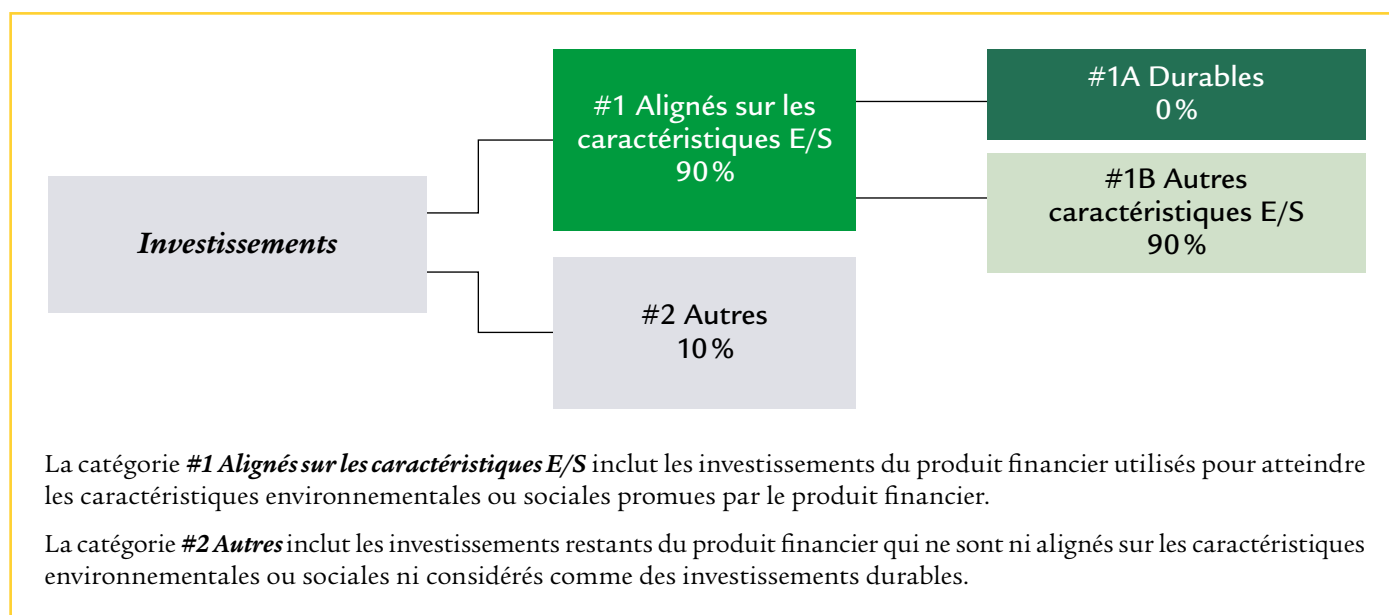 #1 Alignés sur les
caractéristiques E/S
90 %
#1A Durables
0 %
#1B Autres
caractéristiques E/S
90 %
Investissements
#2 Autres
10 %
La catégorie #1 Alignés sur les caractéristiques E/S inclut les investissements du produit financier utilisés pour atteindre
les caractéristiques environnementales ou sociales promues par le produit financier.
La catégorie #2 Autres inclut les investissements restants du produit financier qui ne sont ni alignés sur les caractéristiques
environnementales ou sociales ni considérés comme des investissements durables.